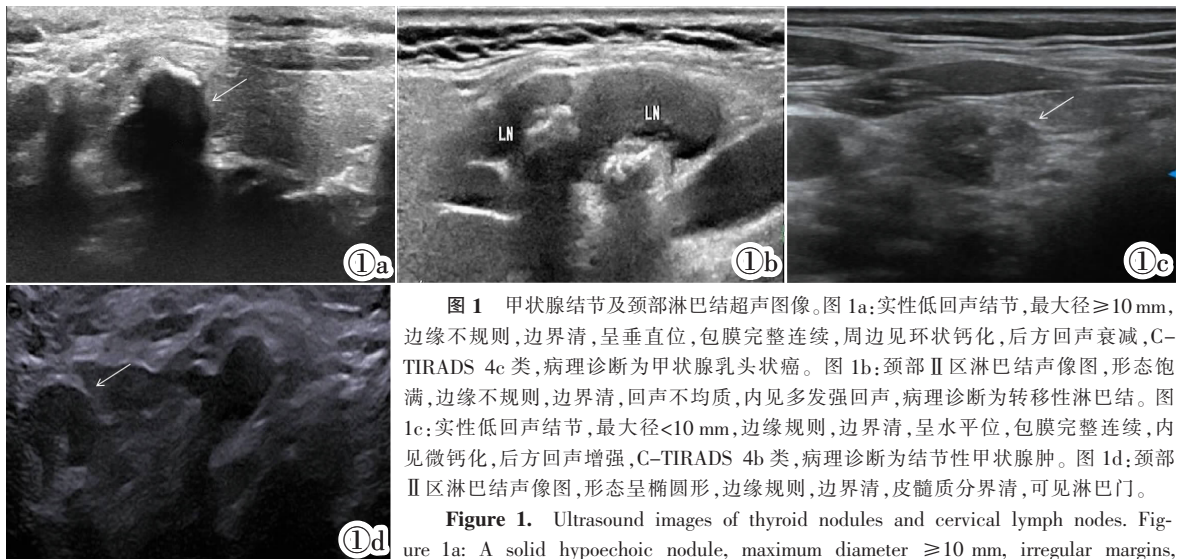 ①a
LN
LN
①b
①c
①d
图 1 甲状腺结节及颈部淋巴结超声图像。图 1a:实性低回声结节,最大径≥10 mm,
边缘不规则,边界清,呈垂直位,包膜完整连续,周边见环状钙化,后方回声衰减,C-
TIRADS 4c 类,病理诊断为甲状腺乳头状癌。图 1b:颈部Ⅱ区淋巴结声像图,形态饱
满,边缘不规则,边界清,回声不均质,内见多发强回声,病理诊断为转移性淋巴结。图
1c:实性低回声结节,最大径<10 mm,边缘规则,边界清,呈水平位,包膜完整连续,内
见微钙化,后方回声增强,C-TIRADS 4b 类,病理诊断为结节性甲状腺肿。图 1d:颈部
Ⅱ区淋巴结声像图,形态呈椭圆形,边缘规则,边界清,皮髓质分界清,可见淋巴门。
Figure 1. Ultrasound images of thyroid nodules and cervical lymph nodes. Fig-
ure 1a: A solid hypoechoic nodule, maximum diameter ≥10 mm, irregular margins,